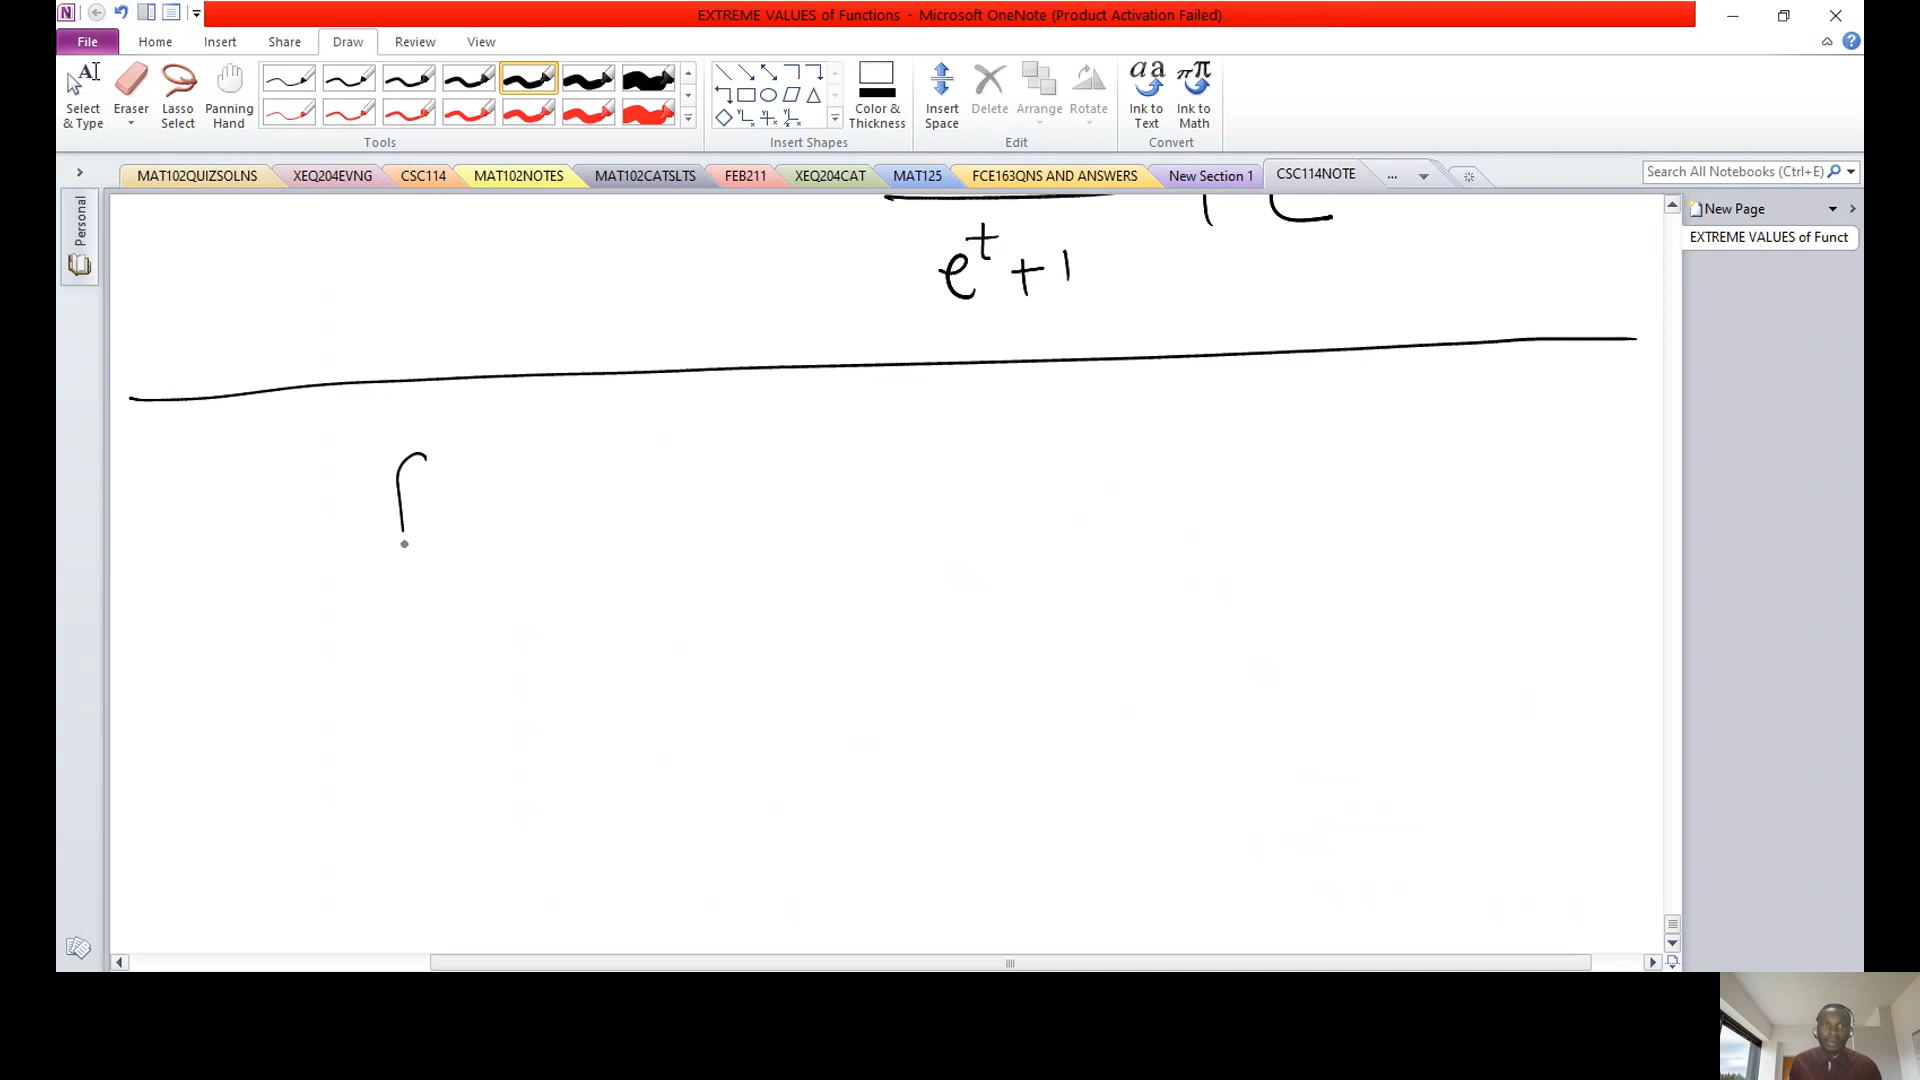 EXTREME VALUES of Functions - Microsoft OneNote (Product Activation Failed)
File Home Insert Share Draw Review View
Select & Type
Eraser
Lasso Select
Panning Hand
Color & Thickness
Insert Space
Delete
Arrange
Rotate
Ink to Text
Ink to Math
Tools
Insert Shapes
Edit
Convert
MAT102QUIZSOLNS XEQ204EVNG CSC114 MAT102NOTES MAT102CATSLTS FEB211 XEQ204CAT MAT125 FCE163QNS AND ANSWERS New Section 1 CSC114NOTE ...
Search All Notebooks (Ctrl+E)
Personal
New Page
EXTREME VALUES of Funct
e^t + 1
∫